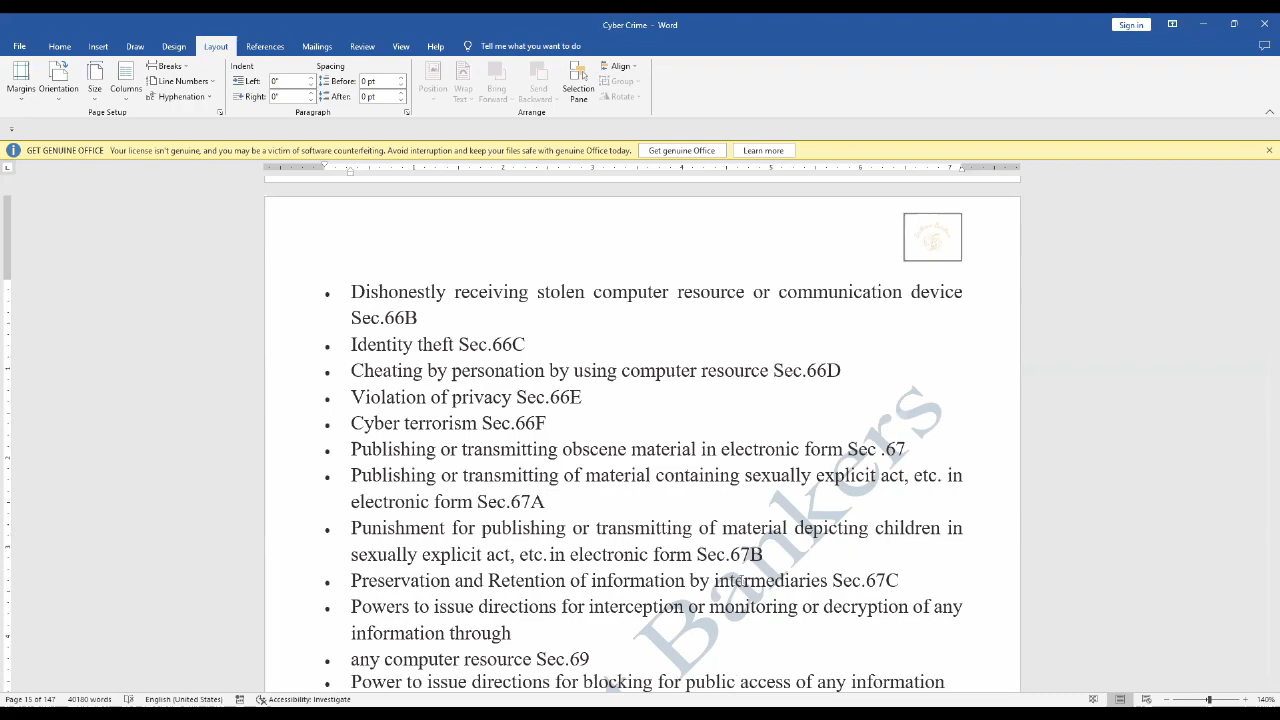 Cyber Crime - Word
Sign in
File Home Insert Draw Design Layout References Mailings Review View Help Tell me what you want to do
Margins Orientation Size Columns
Breaks
Line Numbers
Hyphenation
Page Setup
Indent Spacing
Left: 0" Before: 0 pt
Right: 0" After: 0 pt
Paragraph
Position Wrap Text Bring Forward Send Backward Selection Pane
Align
Group
Rotate
Arrange
GET GENUINE OFFICE Your license isn't genuine, and you may be a victim of software counterfeiting. Avoid interruption and keep your files safe with genuine Office today. Get genuine Office Learn more
1 2 3 4 5 6 7
• Dishonestly receiving stolen computer resource or communication device
Sec.66B
• Identity theft Sec.66C
• Cheating by personation by using computer resource Sec.66D
• Violation of privacy Sec.66E
• Cyber terrorism Sec.66F
• Publishing or transmitting obscene material in electronic form Sec .67
• Publishing or transmitting of material containing sexually explicit act, etc. in
electronic form Sec.67A
• Punishment for publishing or transmitting of material depicting children in
sexually explicit act, etc. in electronic form Sec.67B
• Preservation and Retention of information by intermediaries Sec.67C
• Powers to issue directions for interception or monitoring or decryption of any
information through
• any computer resource Sec.69
• Power to issue directions for blocking for public access of any information
Bankers
Page 15 of 147 40180 words English (United States) Accessibility: Investigate 140%